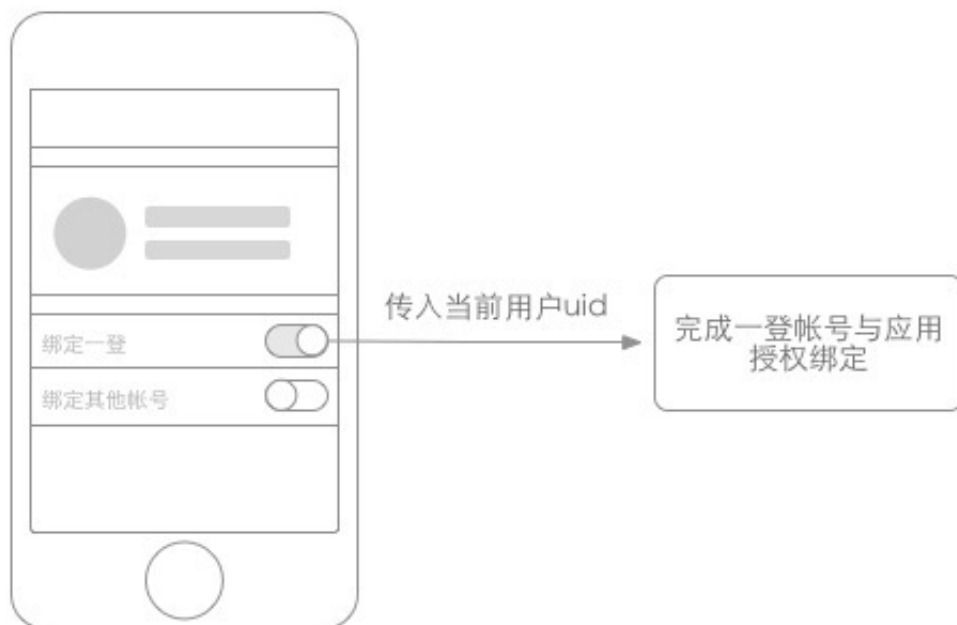 传入当前用户uid
完成一登帐号与应用
授权绑定
绑定一登
绑定其他帐号